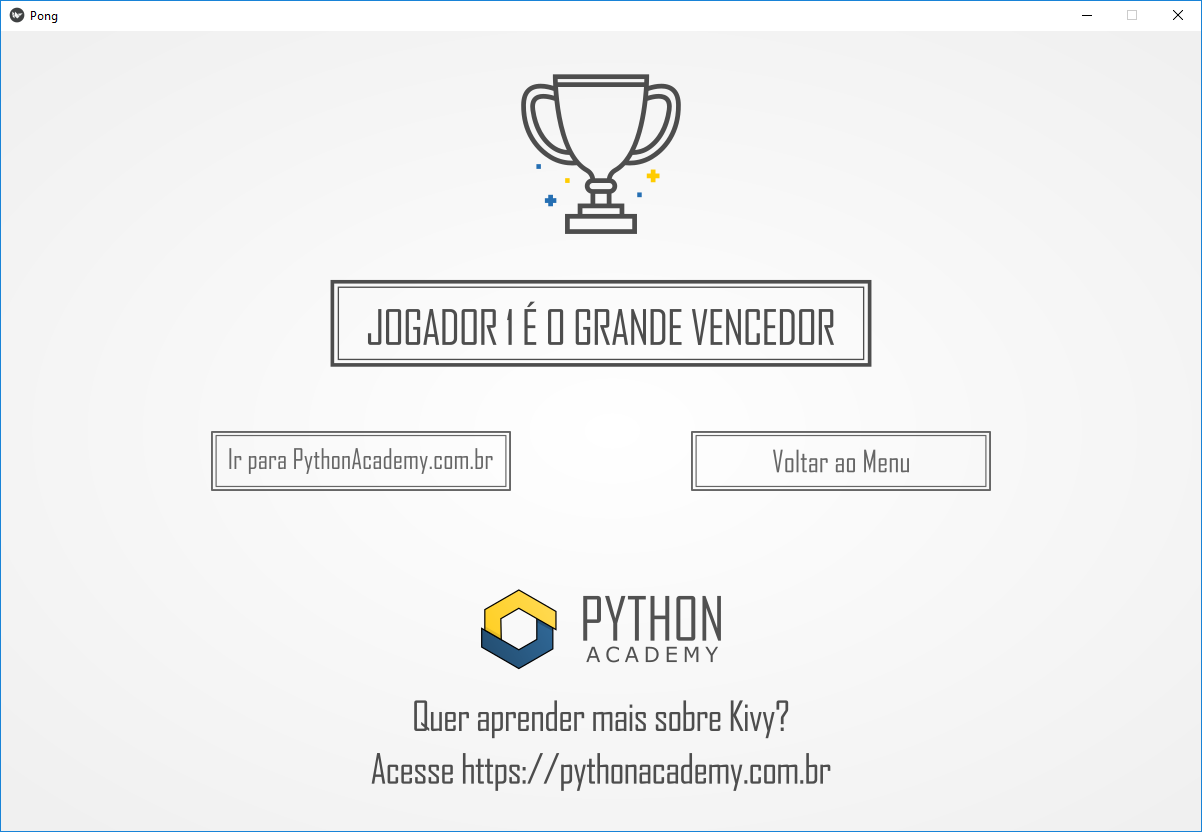 Pong
JOGADOR 1 É O GRANDE VENCEDOR
Ir para PythonAcademy.com.br
Voltar ao Menu
PYTHON
ACADEMY
Quer aprender mais sobre Kivy?
Acesse https://pythonacademy.com.br